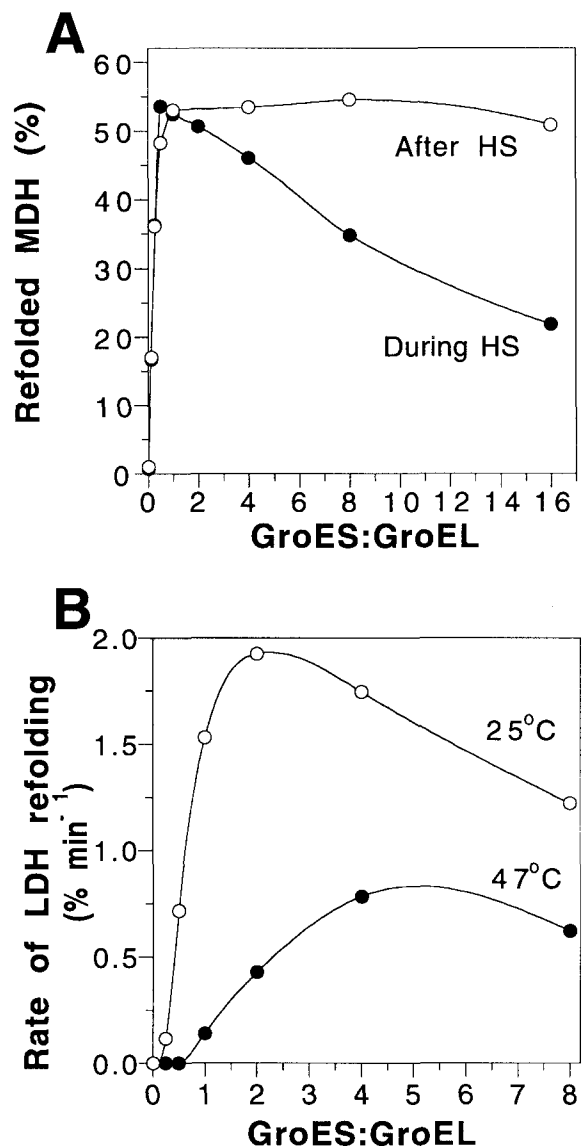 A
Refolded MDH (%)
60
50
40
30
20
10
0
After HS
During HS
0 2 4 6 8 10 12 14 16
GroES:GroEL
B
Rate of LDH refolding
(% min-1)
2.0
1.5
1.0
0.5
0.0
25°C
47°C
0 1 2 3 4 5 6 7 8
GroES:GroEL